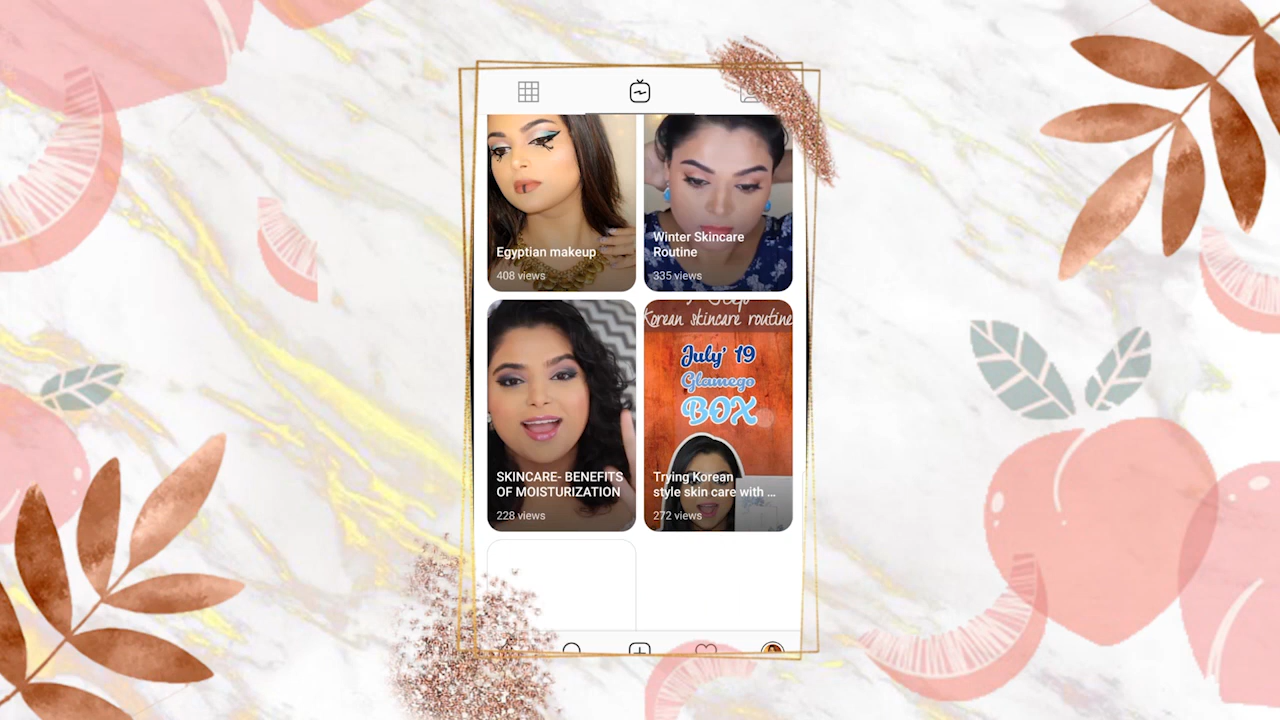 Egyptian makeup
408 views
Winter Skincare
Routine
335 views
SKINCARE- BENEFITS
OF MOISTURIZATION
228 views
Korean skincare routine
July' 19
Glamego
BOX
Trying Korean
style skin care with ...
272 views